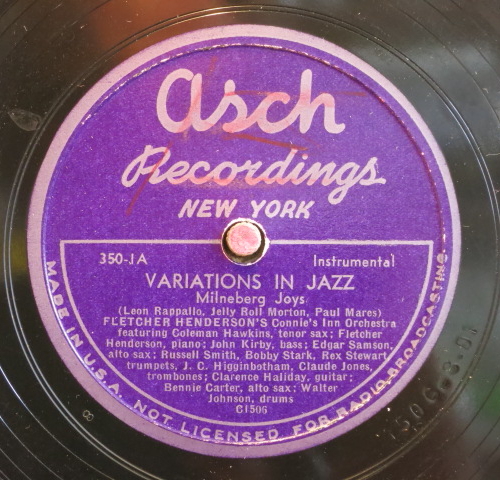 asch
Recordings
NEW YORK
350-1A Instrumental
VARIATIONS IN JAZZ
Milneberg Joys
(Leon Rappallo, Jelly Roll Morton, Paul Mares)
FLETCHER HENDERSON'S Connie's Inn Orchestra
featuring Coleman Hawkins, tenor sax; Fletcher
Henderson, piano; John Kirby, bass; Edgar Samson,
alto sax; Russell Smith, Bobby Stark, Rex Stewart,
trumpets, J. C. Higginbotham, Claude Jones,
trombones; Clarence Haliday, guitar;
Bennie Carter, alto sax; Walter
Johnson, drums
C1506
MADE IN U.S.A. NOT LICENSED FOR RADIO BROADCASTING
8